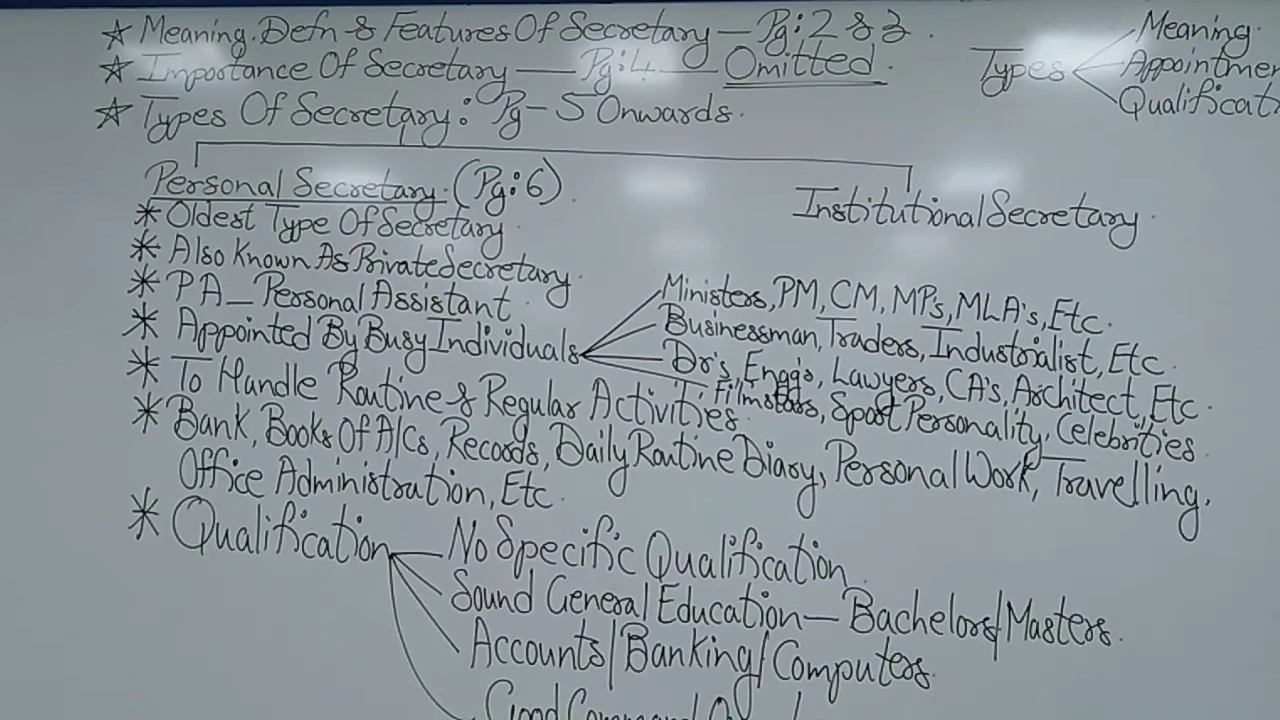 ☆ Meaning. Defn & Features Of Secretary — Pg:2 & 3.
☆ Importance Of Secretary — Pg:4 — Omitted.
☆ Types Of Secretary: Pg-5 Onwards.
Types
Meaning.
Appointmen
Qualificati
Personal Secretary. (Pg:6).
* Oldest Type Of Secretary.
* Also Known As Private Secretary.
* PA - Personal Assistant.
* Appointed By Busy Individuals
Ministers, PM, CM, MP's, MLA's, Etc.
Businessman, Traders, Industrialist, Etc.
Dr's, Engg's, Lawyers, CA's, Architect, Etc.
Filmstars, Sport Personality, Celebrities.
* To Handle Routine & Regular Activities.
* Bank, Books Of A/Cs, Records, Daily Routine Diary, Personal Work, Travelling,
Office Administration, Etc.
* Qualification
No Specific Qualification.
Sound General Education — Bachelors/Masters.
Accounts/Banking/Computers.
Good Command
Institutional Secretary.